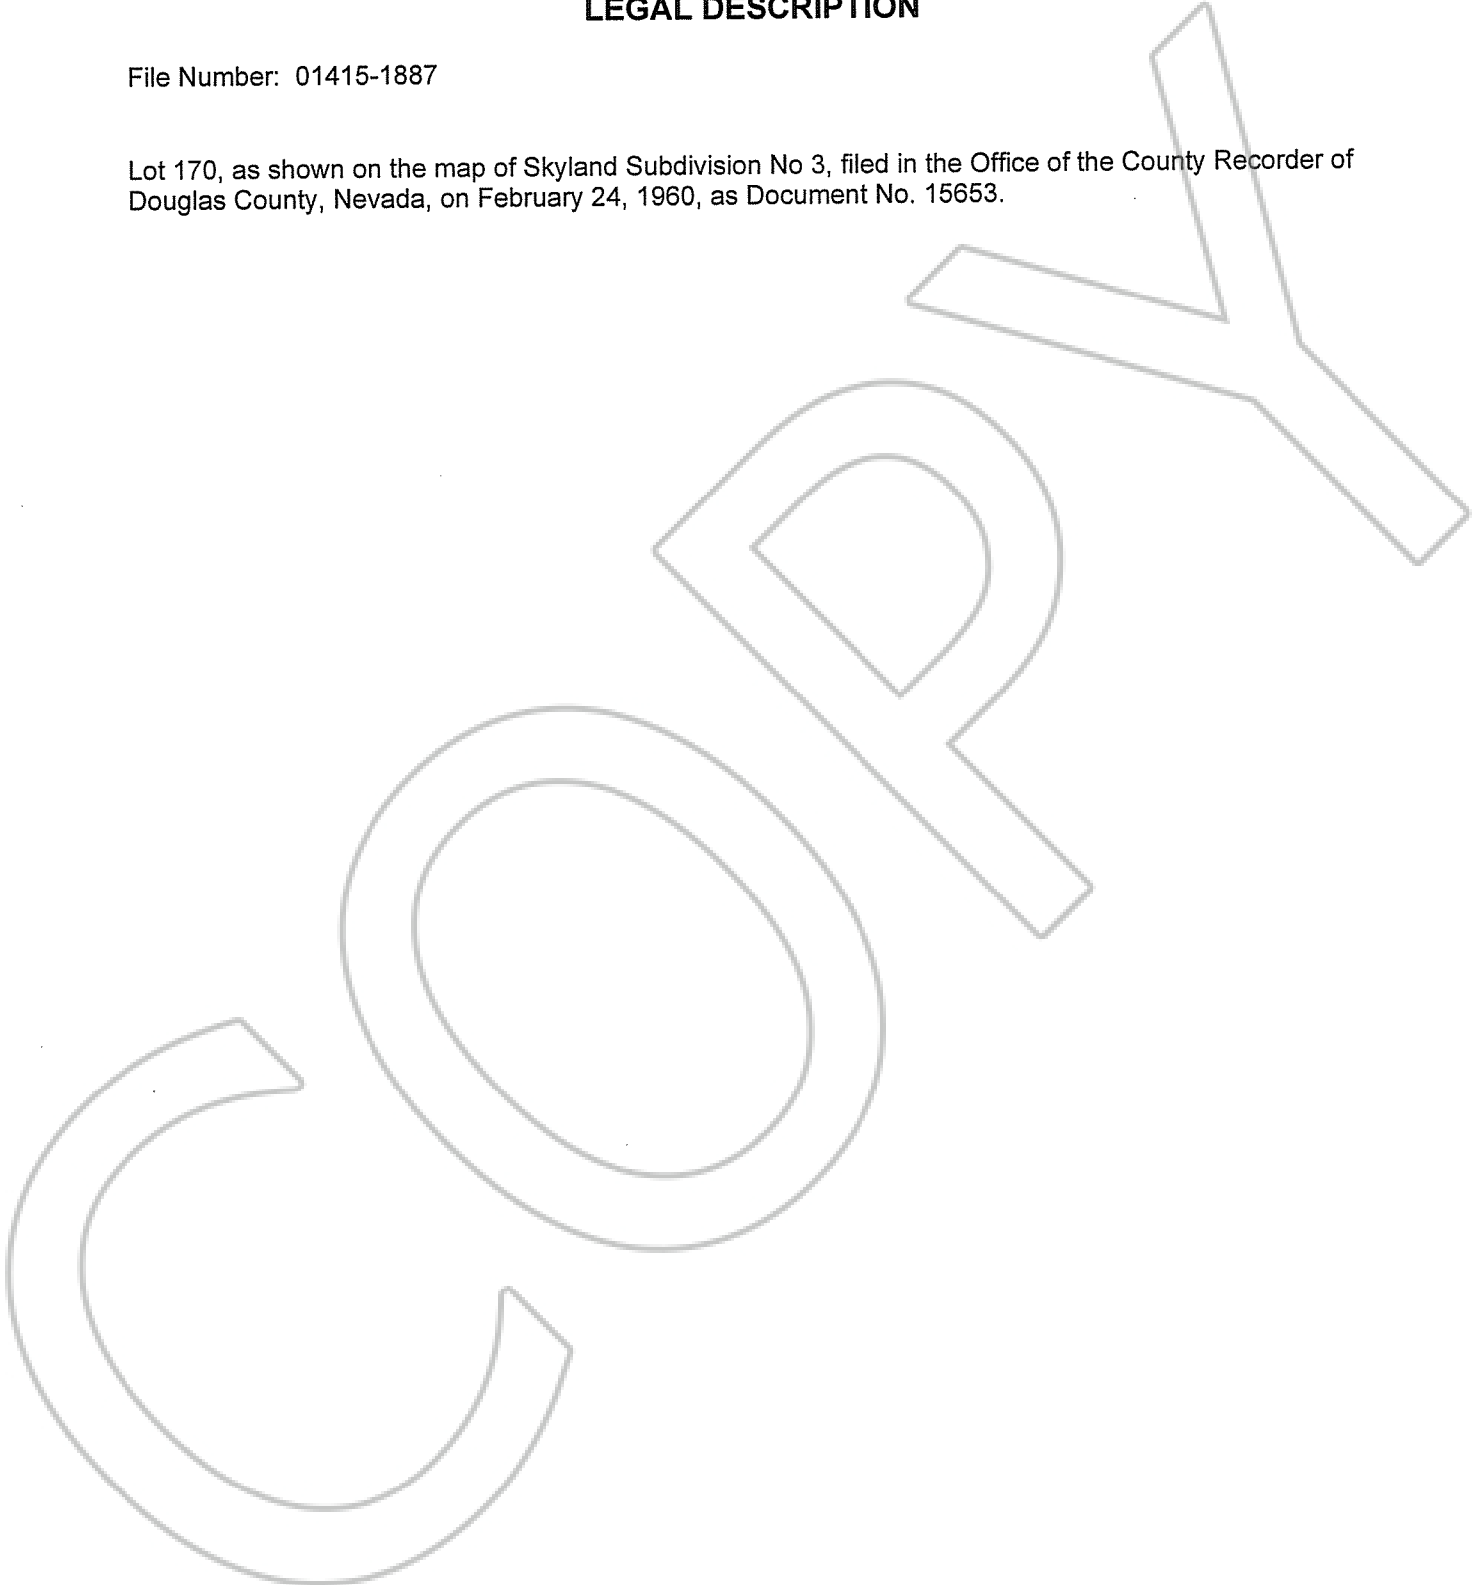 LEGAL DESCRIPTION
File Number: 01415-1887
Lot 170, as shown on the map of Skyland Subdivision No 3, filed in the Office of the County Recorder of
Douglas County, Nevada, on February 24, 1960, as Document No. 15653.
COPY